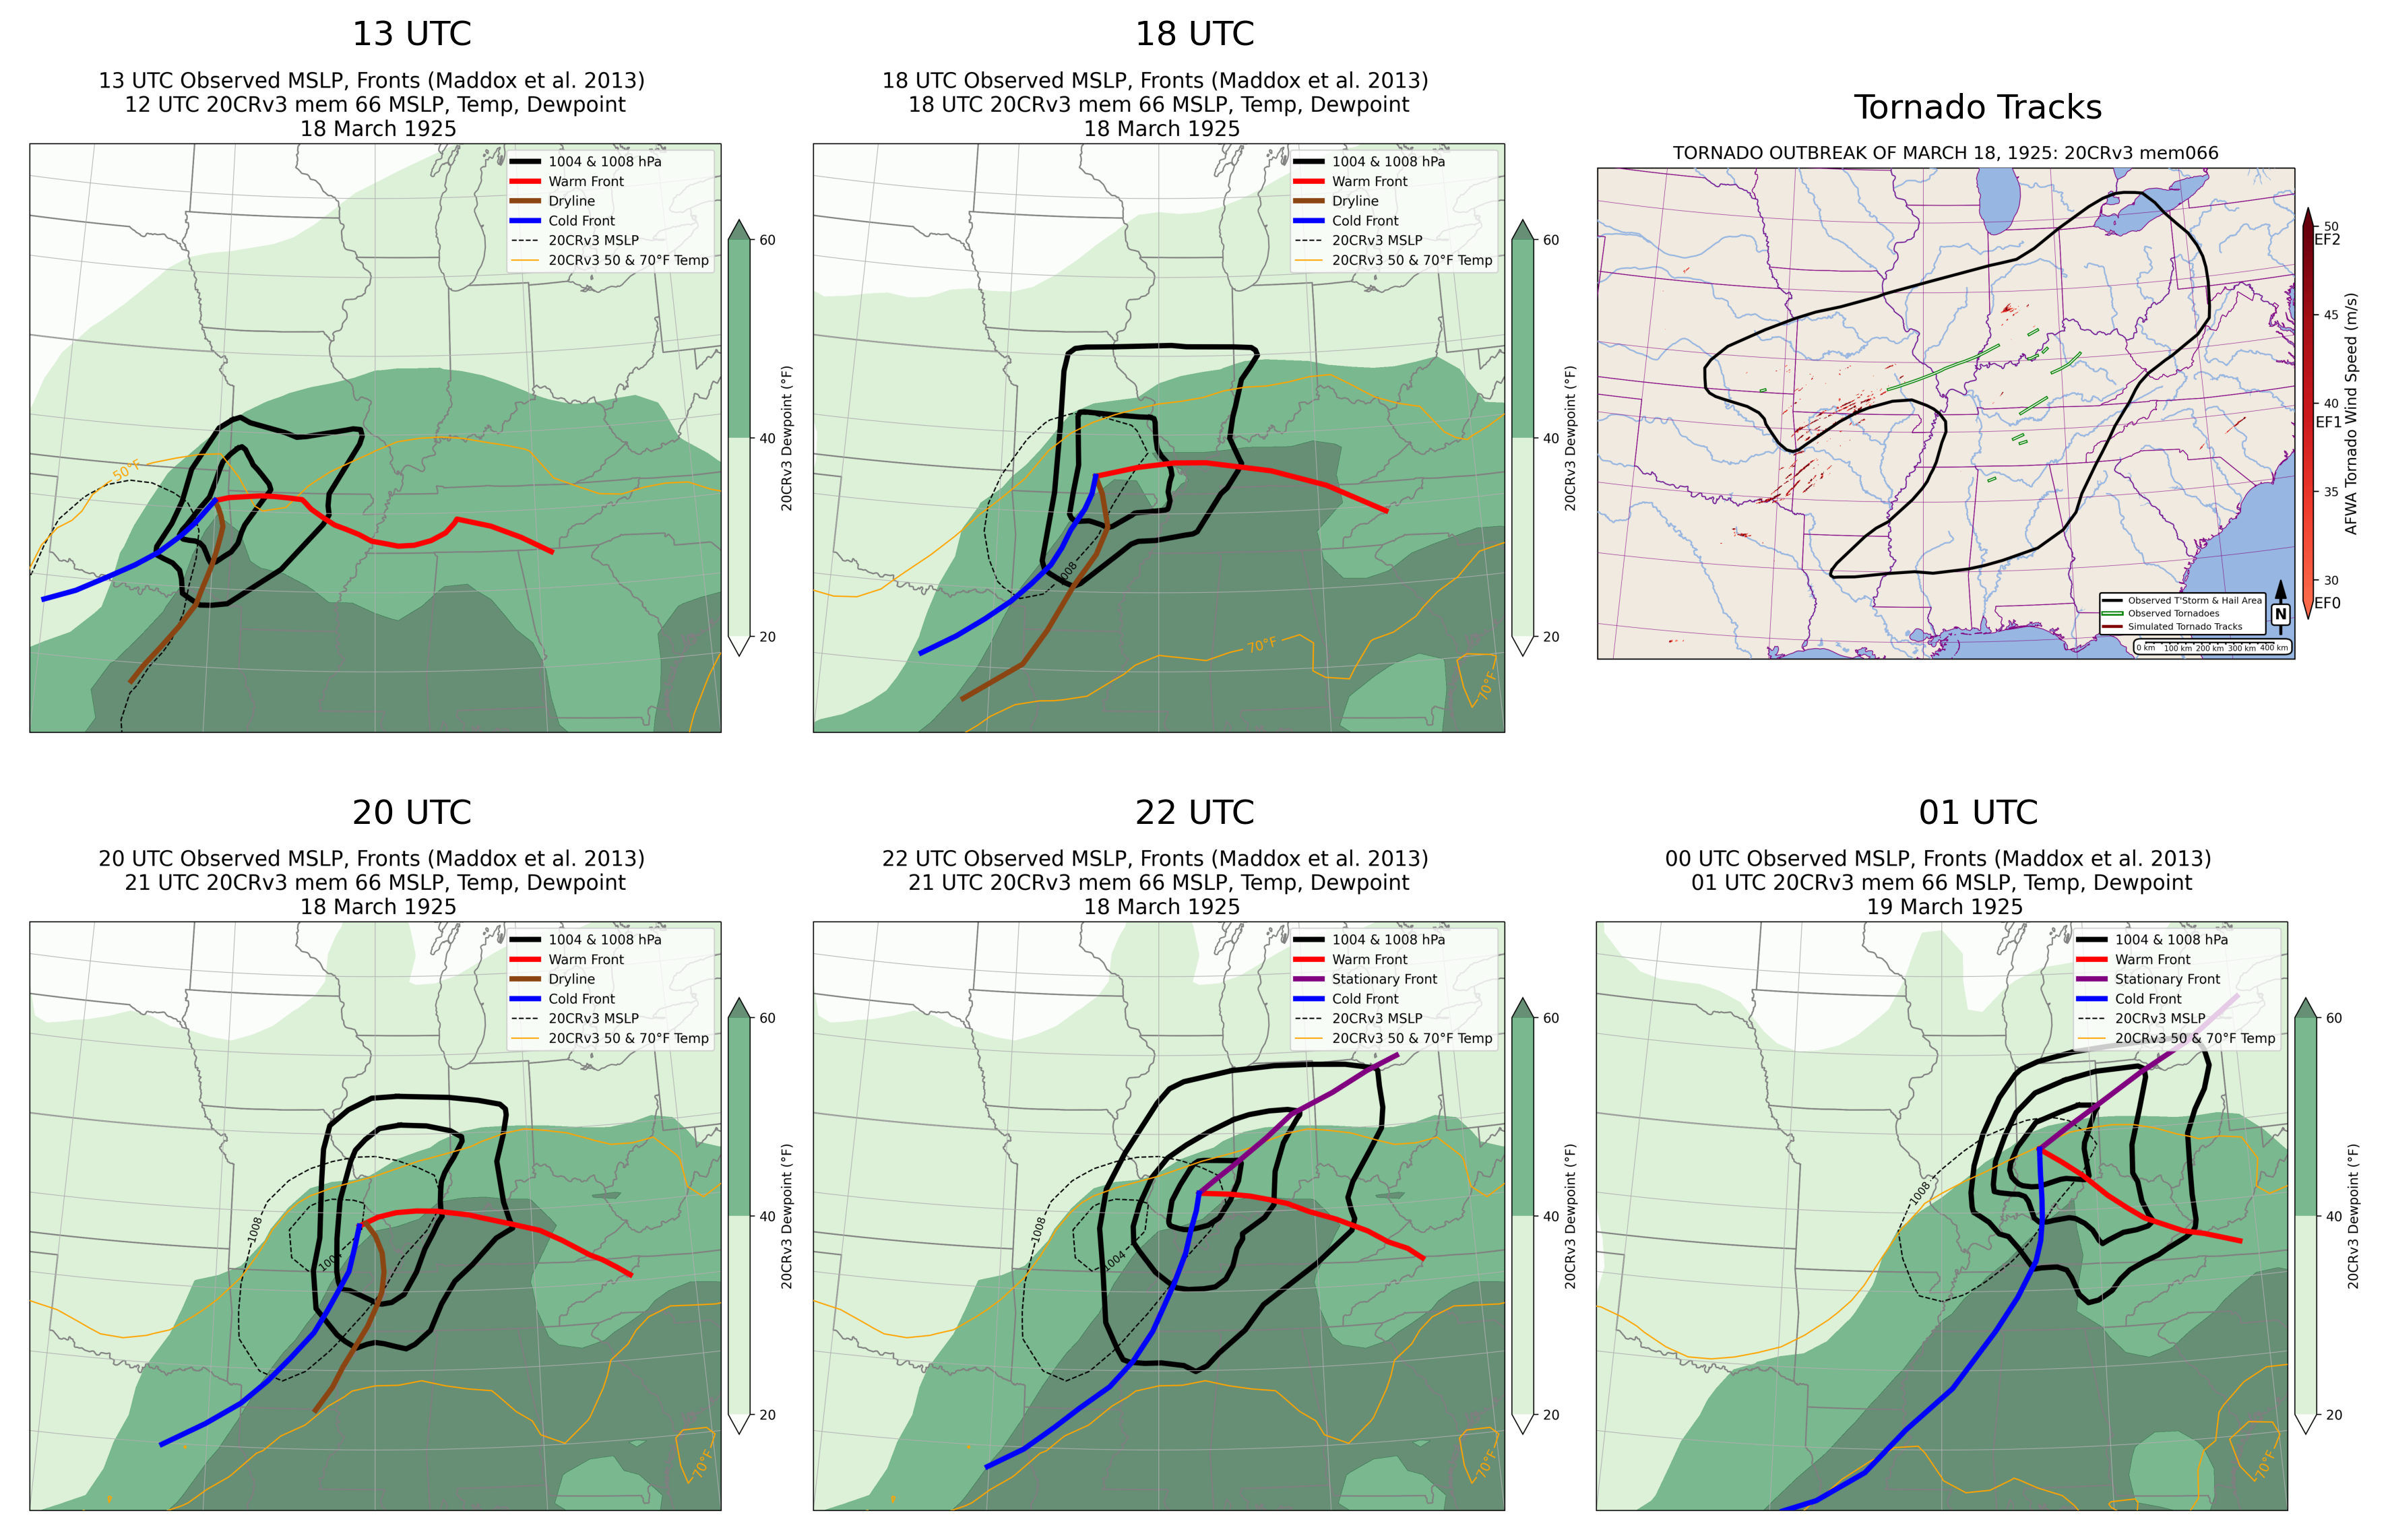 13 UTC
13 UTC Observed MSLP, Fronts (Maddox et al. 2013)
12 UTC 20CRv3 mem 66 MSLP, Temp, Dewpoint
18 March 1925
1004 & 1008 hPa
Warm Front
Dryline
Cold Front
20CRv3 MSLP
20CRv3 50 & 70°F Temp
50°F
60
40
20
20CRv3 Dewpoint (°F)
18 UTC
18 UTC Observed MSLP, Fronts (Maddox et al. 2013)
18 UTC 20CRv3 mem 66 MSLP, Temp, Dewpoint
18 March 1925
1004 & 1008 hPa
Warm Front
Dryline
Cold Front
20CRv3 MSLP
20CRv3 50 & 70°F Temp
1008
70°F
70°F
60
40
20
20CRv3 Dewpoint (°F)
Tornado Tracks
TORNADO OUTBREAK OF MARCH 18, 1925: 20CRv3 mem066
Observed T'Storm & Hail Area
Observed Tornadoes
Simulated Tornado Tracks
N
0 km 100 km 200 km 300 km 400 km
50
EF2
45
40
EF1
35
30
EF0
AFWA Tornado Wind Speed (m/s)
20 UTC
20 UTC Observed MSLP, Fronts (Maddox et al. 2013)
21 UTC 20CRv3 mem 66 MSLP, Temp, Dewpoint
18 March 1925
1004 & 1008 hPa
Warm Front
Dryline
Cold Front
20CRv3 MSLP
20CRv3 50 & 70°F Temp
1008
1004
70°F
60
40
20
20CRv3 Dewpoint (°F)
22 UTC
22 UTC Observed MSLP, Fronts (Maddox et al. 2013)
21 UTC 20CRv3 mem 66 MSLP, Temp, Dewpoint
18 March 1925
1004 & 1008 hPa
Warm Front
Stationary Front
Cold Front
20CRv3 MSLP
20CRv3 50 & 70°F Temp
1008
1004
70°F
60
40
20
20CRv3 Dewpoint (°F)
01 UTC
00 UTC Observed MSLP, Fronts (Maddox et al. 2013)
01 UTC 20CRv3 mem 66 MSLP, Temp, Dewpoint
19 March 1925
1004 & 1008 hPa
Warm Front
Stationary Front
Cold Front
20CRv3 MSLP
20CRv3 50 & 70°F Temp
1008
70°F
60
40
20
20CRv3 Dewpoint (°F)